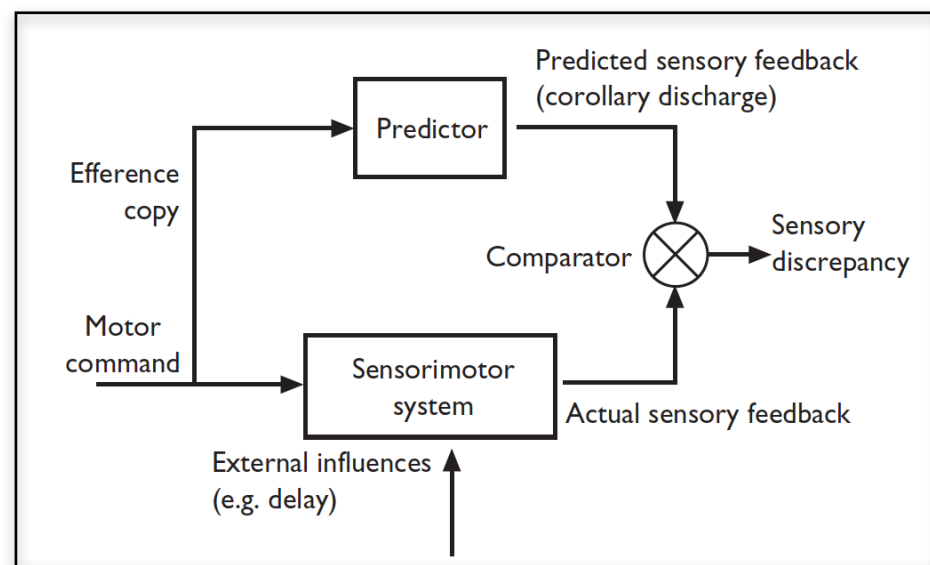 Predicted sensory feedback
(corollary discharge)
Predictor
Efference
copy
Comparator
Sensory
discrepancy
Motor
command
Sensorimotor
system
Actual sensory feedback
External influences
(e.g. delay)